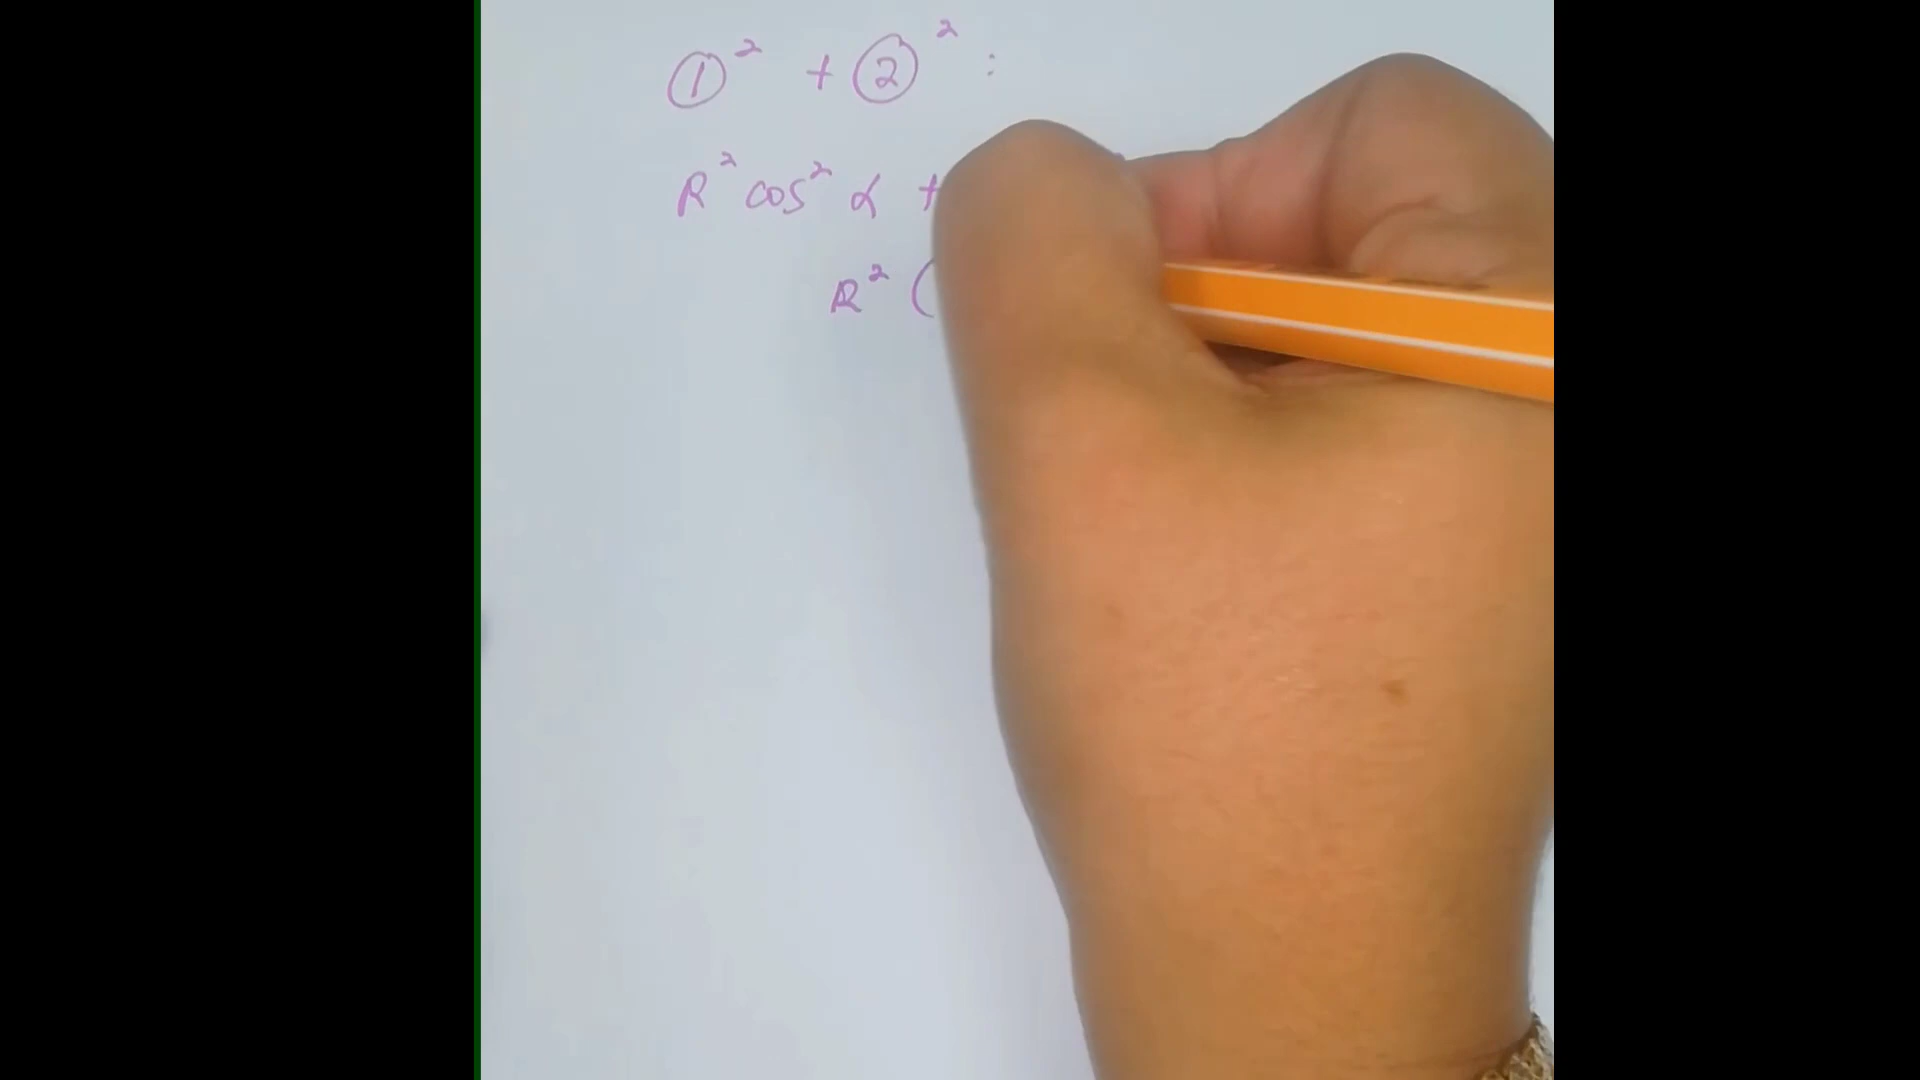 ①² + ②² :
R² cos² α +
R² (